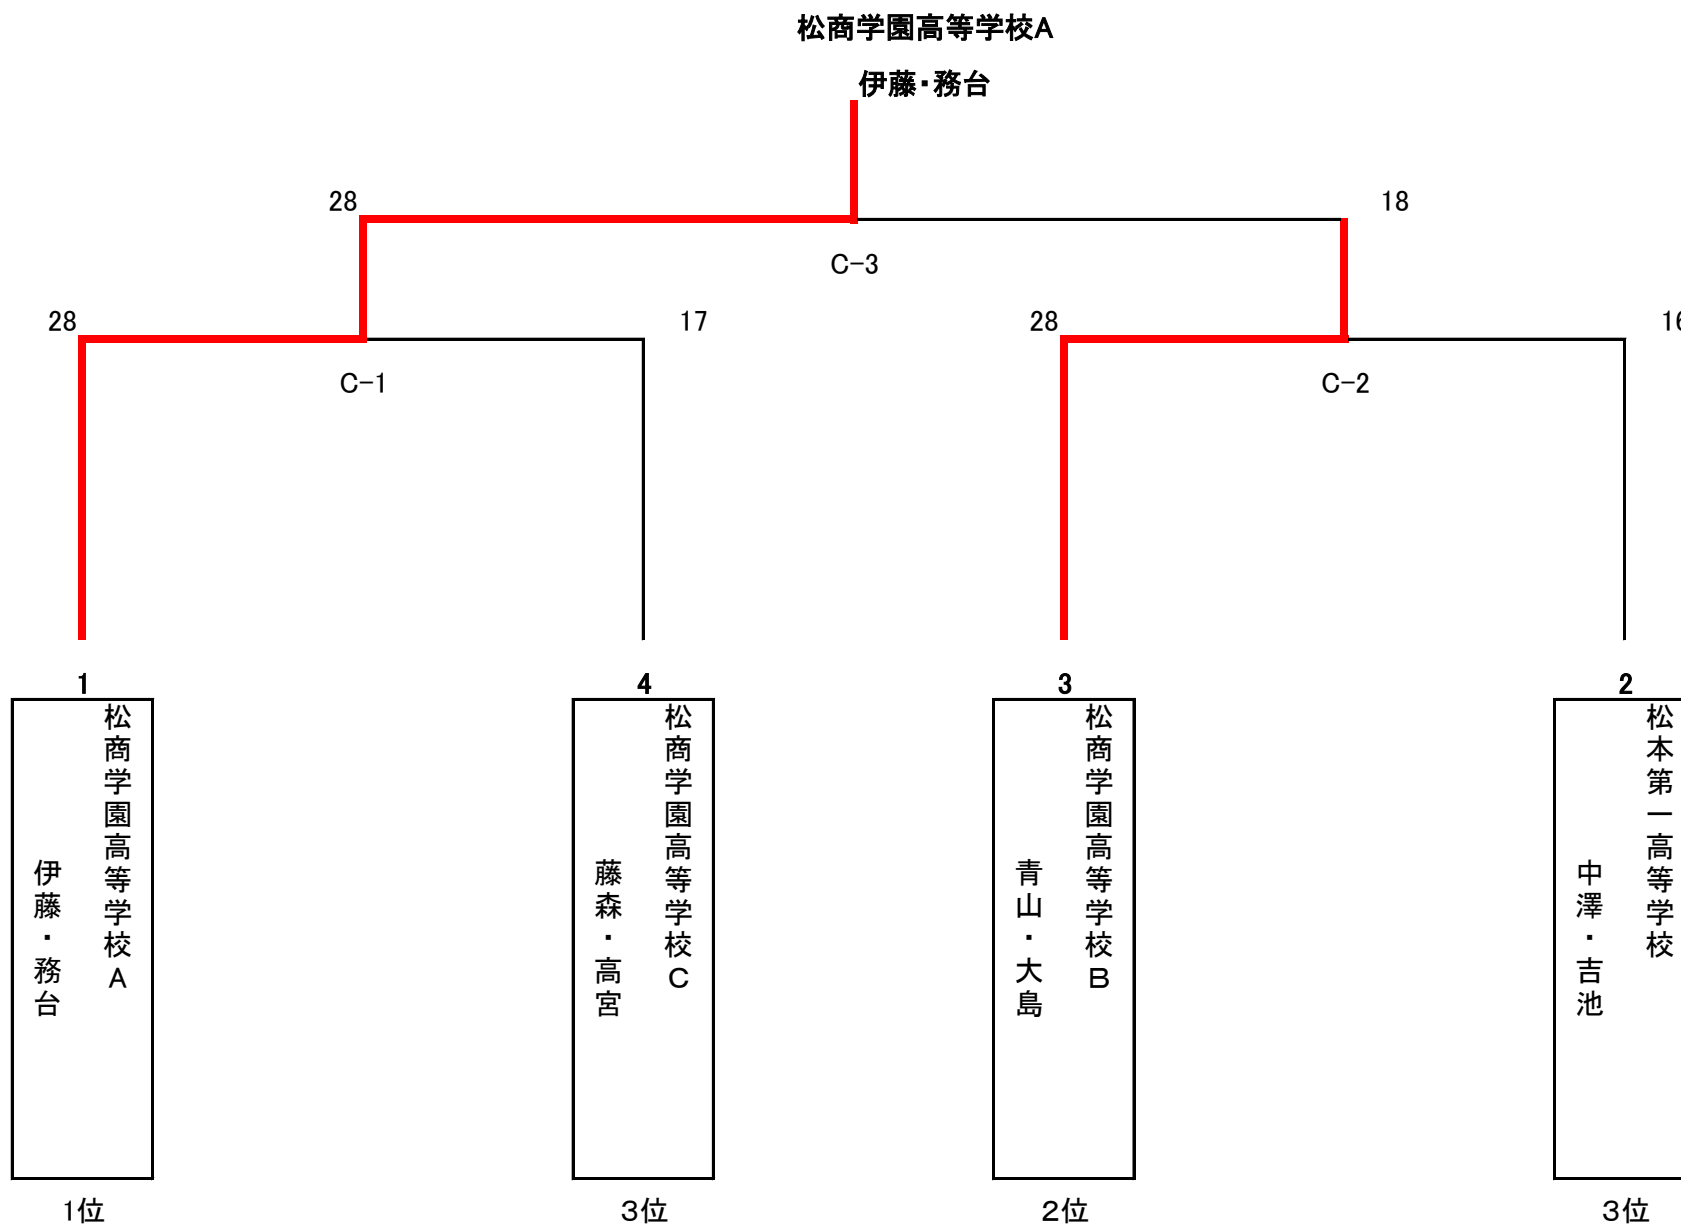 松商学園高等学校A
伊藤・務台
28
18
C-3
28
17
28
16
C-1
C-2
1
4
3
2
松商学園高等学校A
伊藤・務台
松商学園高等学校C
藤森・高宮
松商学園高等学校B
青山・大島
松本第一高等学校
中澤・吉池
1位
3位
2位
3位